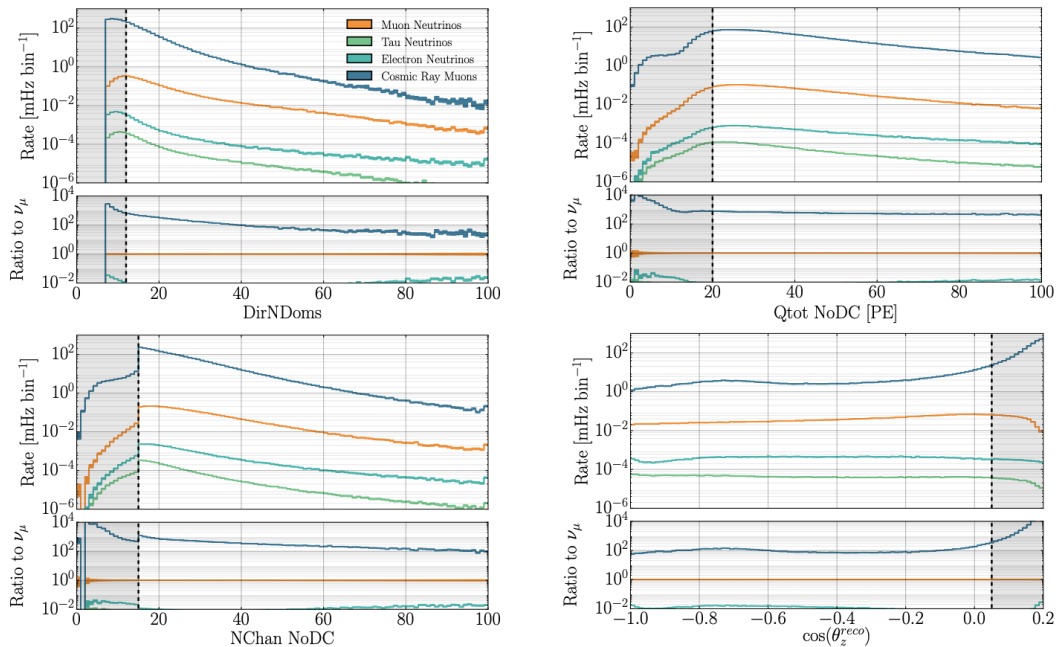 Rate [mHz bin⁻¹]
10²
10⁰
10⁻²
10⁻⁴
10⁻⁶
Muon Neutrinos
Tau Neutrinos
Electron Neutrinos
Cosmic Ray Muons
Ratio to νμ
10⁴
10²
10⁰
10⁻²
0 20 40 60 80 100
DirNDoms
Rate [mHz bin⁻¹]
10²
10⁰
10⁻²
10⁻⁴
10⁻⁶
Ratio to νμ
10⁴
10²
10⁰
10⁻²
0 20 40 60 80 100
Qtot NoDC [PE]
Rate [mHz bin⁻¹]
10²
10⁰
10⁻²
10⁻⁴
10⁻⁶
Ratio to νμ
10⁴
10²
10⁰
10⁻²
0 20 40 60 80 100
NChan NoDC
Rate [mHz bin⁻¹]
10²
10⁰
10⁻²
10⁻⁴
10⁻⁶
Ratio to νμ
10⁴
10²
10⁰
10⁻²
−1.0 −0.8 −0.6 −0.4 −0.2 0.0 0.2
cos(θ_z^reco)